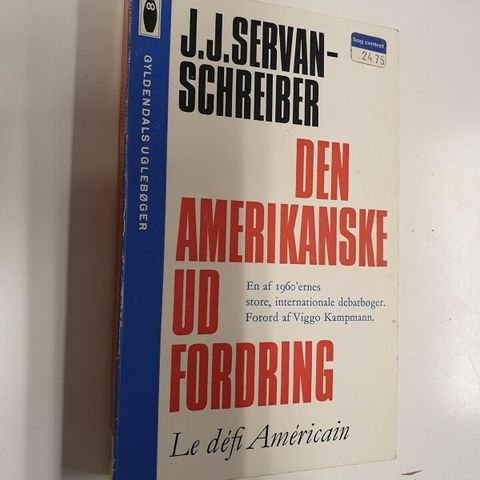 GYLDENDALS UGLEBØGER
J.J.SERVAN-
SCHREIBER
bog centret
24.75
DEN
AMERIKANSKE
UD
FORDRING
En af 1960'ernes
store, internationale debatbøger.
Forord af Viggo Kampmann.
Le défi Américain